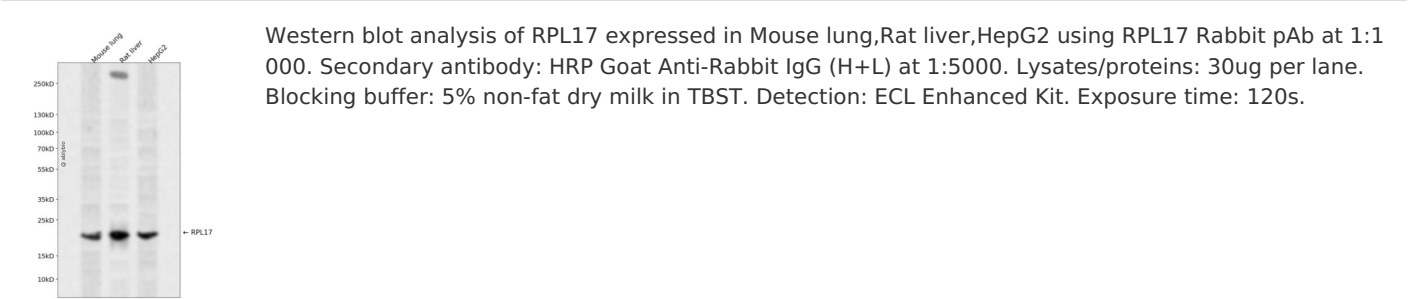 Mouse lung
Rat liver
HepG2
250kD
130kD
100kD
70kD
55kD
35kD
25kD
15kD
10kD
@ ablybio
← RPL17
Western blot analysis of RPL17 expressed in Mouse lung,Rat liver,HepG2 using RPL17 Rabbit pAb at 1:1
000. Secondary antibody: HRP Goat Anti-Rabbit IgG (H+L) at 1:5000. Lysates/proteins: 30ug per lane.
Blocking buffer: 5% non-fat dry milk in TBST. Detection: ECL Enhanced Kit. Exposure time: 120s.